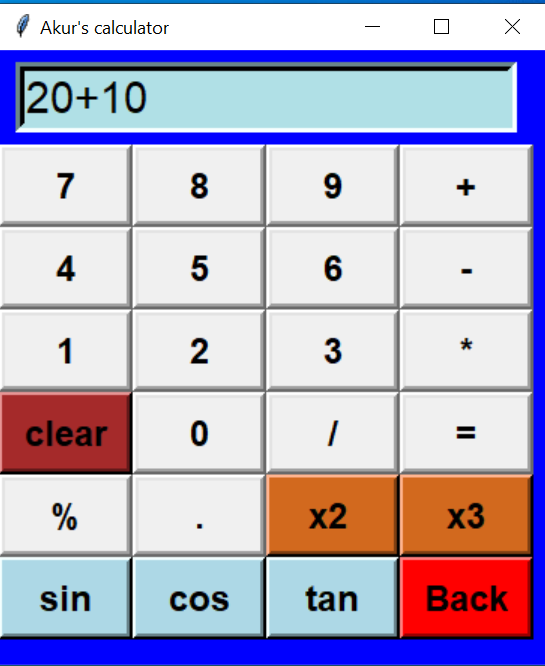 Akur's calculator
20+10
7 8 9 +
4 5 6 -
1 2 3 *
clear 0 / =
% . x2 x3
sin cos tan Back